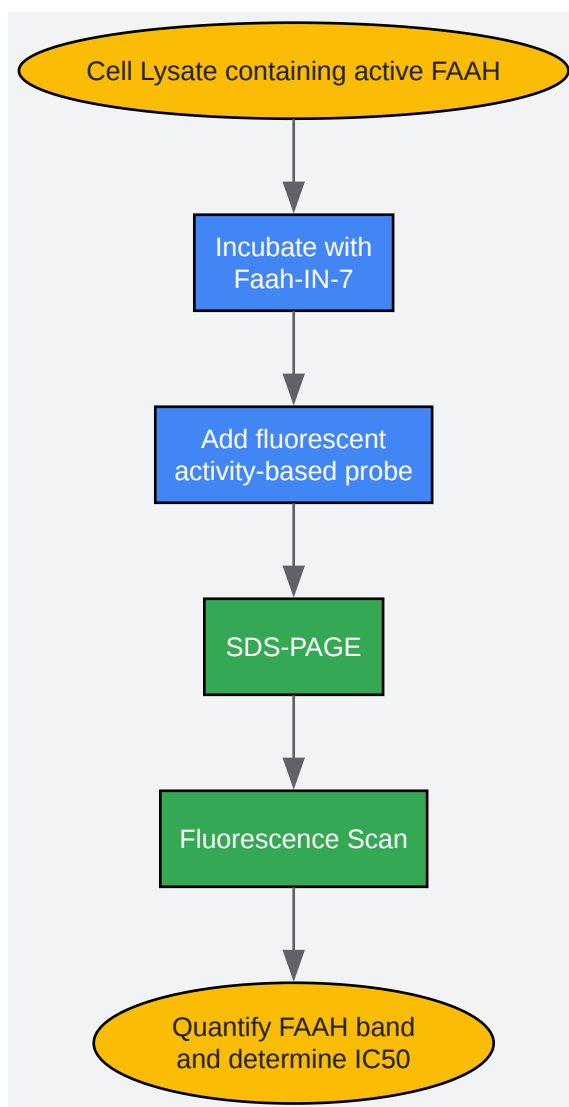 Cell Lysate containing active FAAH
Incubate with
Faah-IN-7
Add fluorescent
activity-based probe
SDS-PAGE
Fluorescence Scan
Quantify FAAH band
and determine IC50